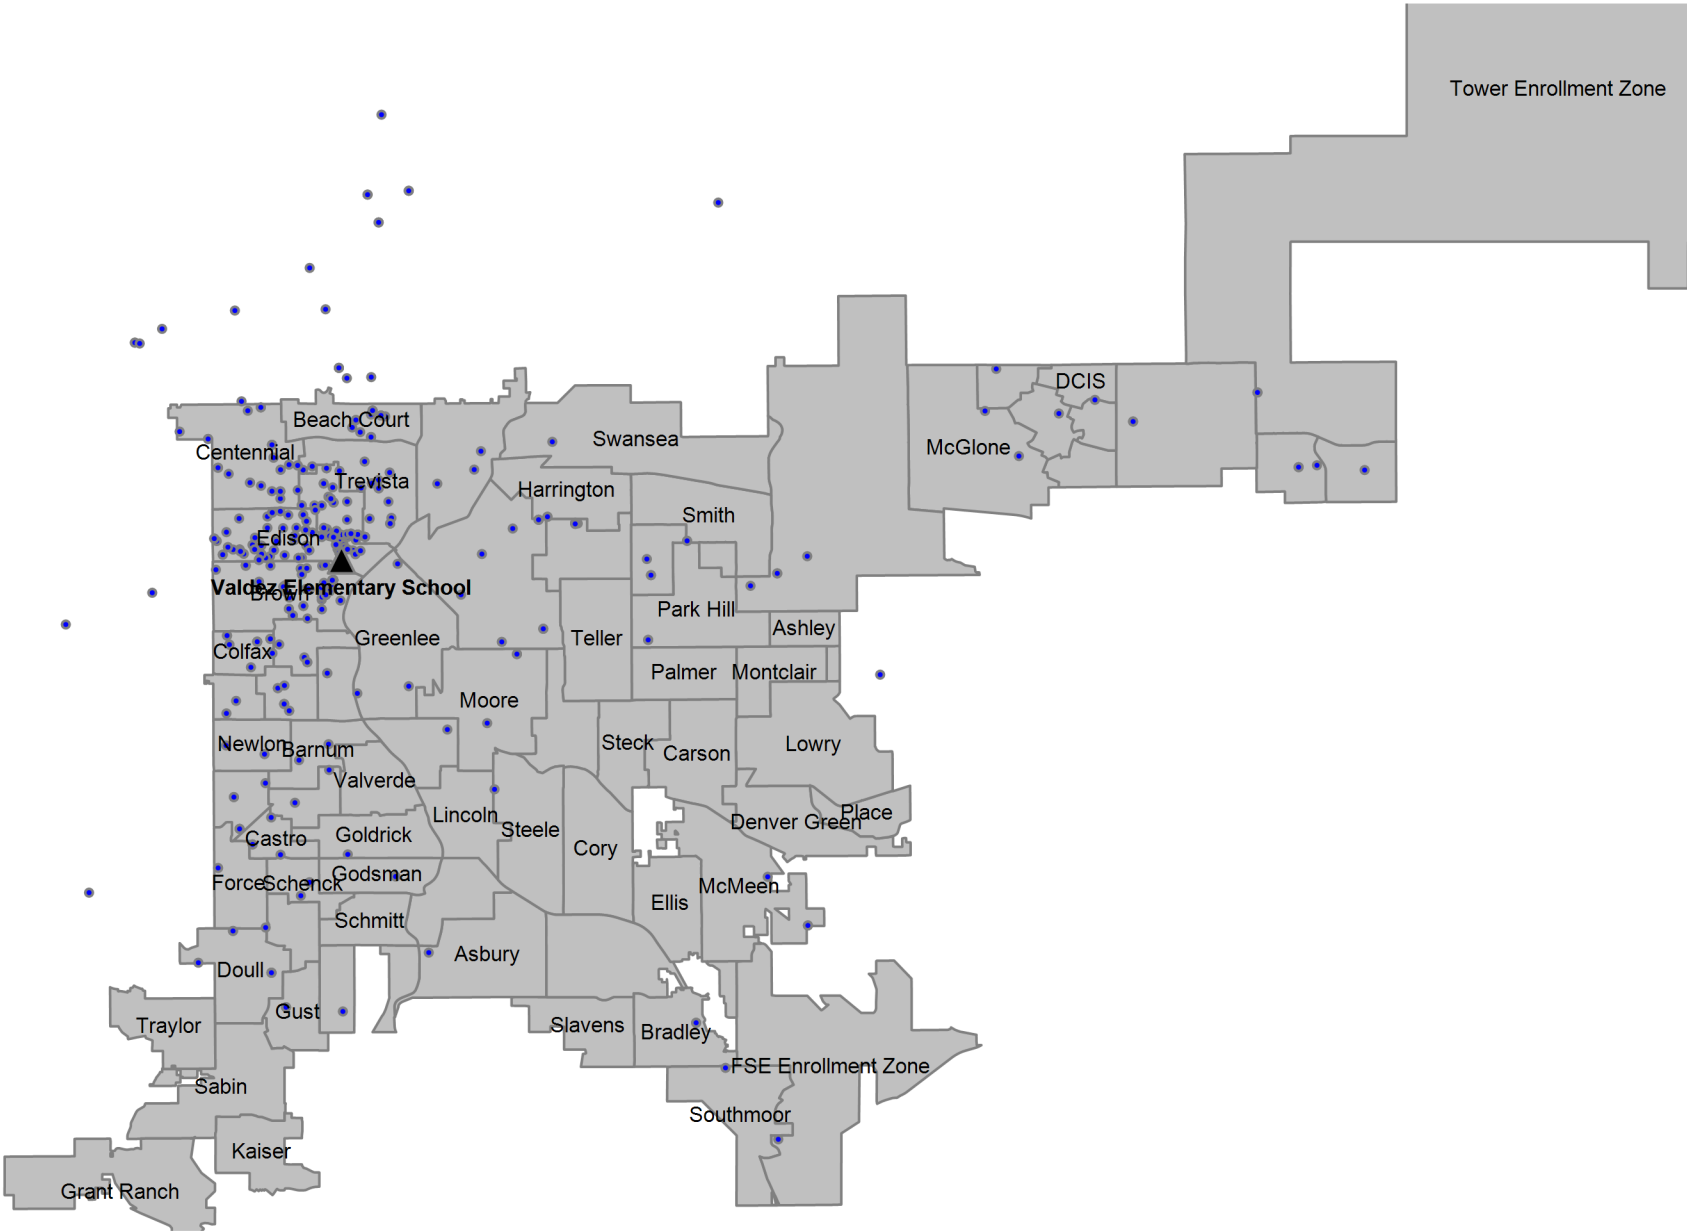 Tower Enrollment Zone
DCIS
Beach Court
Swansea
McGlone
Centennial
Trevista
Harrington
Smith
Edison
Valdez Elementary School
Brown
Park Hill
Ashley
Greenlee
Teller
Colfax
Palmer
Montclair
Moore
Newlon
Barnum
Steck
Carson
Lowry
Valverde
Lincoln
Place
Denver Green
Steele
Goldrick
Castro
Cory
Force
Schenck
Godsman
McMeen
Ellis
Schmitt
Asbury
Doull
Gust
Traylor
Slavens
Bradley
FSE Enrollment Zone
Sabin
Southmoor
Kaiser
Grant Ranch